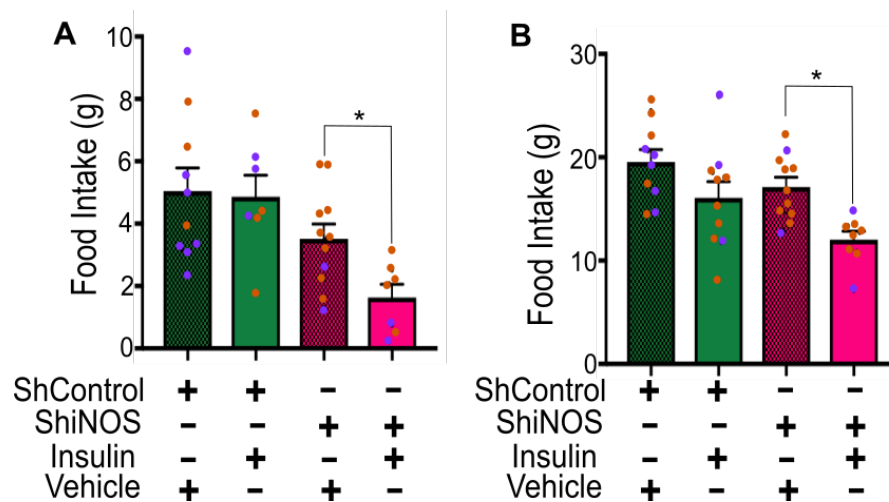 A
B
Food Intake (g)
10
8
6
4
2
0
*
Food Intake (g)
30
20
10
0
*
ShControl + + − −
ShiNOS − − + +
Insulin − + − +
Vehicle + − + −
ShControl + + − −
ShiNOS − − + +
Insulin − + − +
Vehicle + − + −